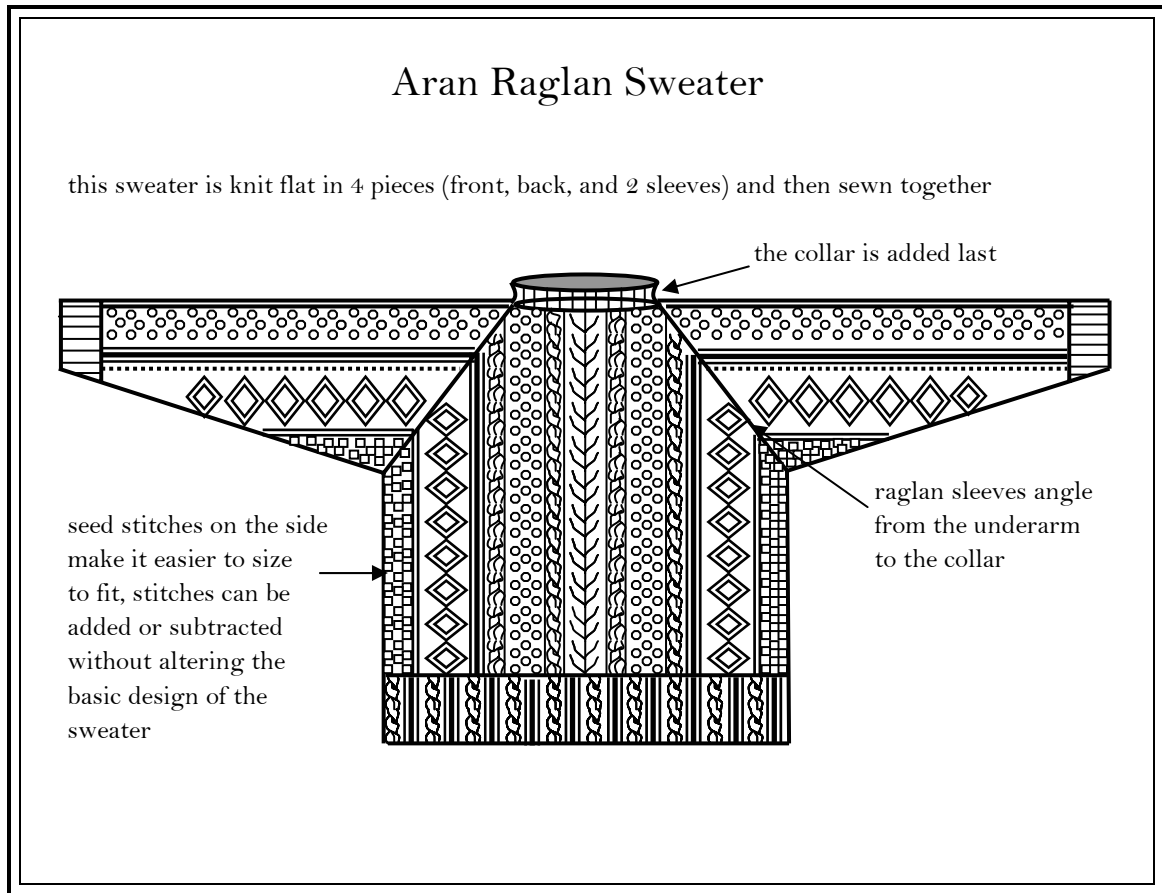 Aran Raglan Sweater
this sweater is knit flat in 4 pieces (front, back, and 2 sleeves) and then sewn together
the collar is added last
raglan sleeves angle
from the underarm
to the collar
seed stitches on the side
make it easier to size
to fit, stitches can be
added or subtracted
without altering the
basic design of the
sweater